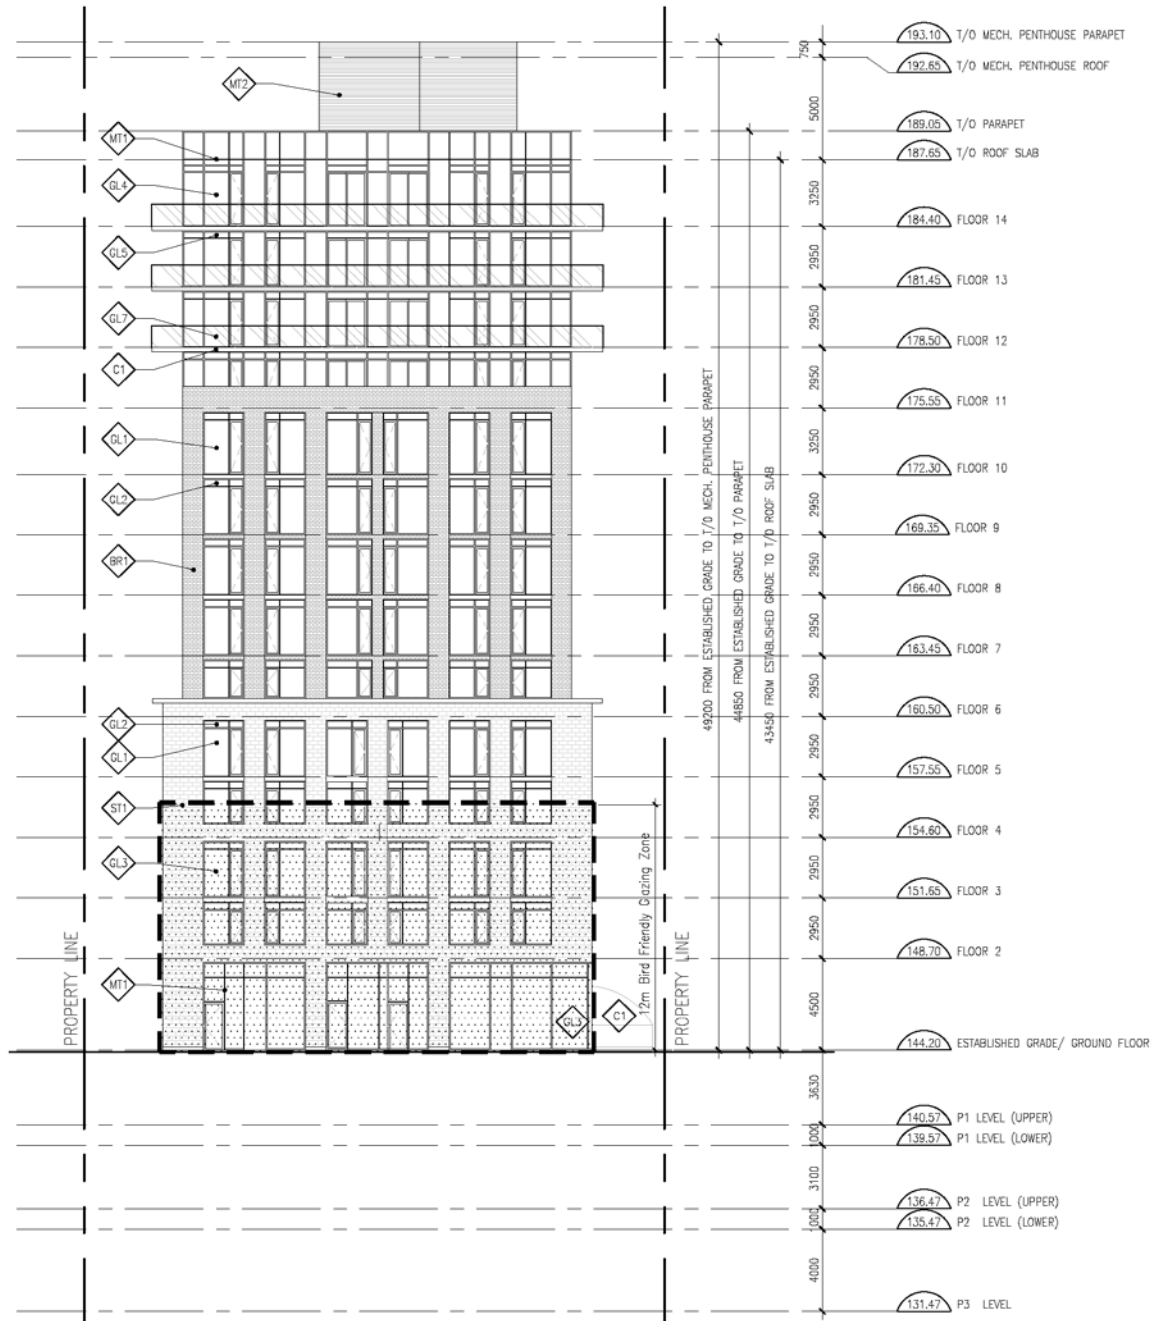 193.10 T/O MECH. PENTHOUSE PARAPET
750
192.65 T/O MECH. PENTHOUSE ROOF
MT2
5000
189.05 T/O PARAPET
MT1
187.65 T/O ROOF SLAB
GL4
3250
184.40 FLOOR 14
GL5
2950
181.45 FLOOR 13
GL7
2950
178.50 FLOOR 12
C1
2950
175.55 FLOOR 11
GL1
3250
172.30 FLOOR 10
GL2
2950
169.35 FLOOR 9
BR1
2950
166.40 FLOOR 8
2950
163.45 FLOOR 7
2950
160.50 FLOOR 6
49200 FROM ESTABLISHED GRADE TO T/O MECH. PENTHOUSE PARAPET
44850 FROM ESTABLISHED GRADE TO T/O PARAPET
43450 FROM ESTABLISHED GRADE TO T/O ROOF SLAB
GL2
GL1
2950
157.55 FLOOR 5
ST1
2950
154.60 FLOOR 4
GL3
2950
151.65 FLOOR 3
2950
148.70 FLOOR 2
12m Bird Friendly Glazing Zone
PROPERTY LINE
PROPERTY LINE
MT1
GL3
C1
4500
144.20 ESTABLISHED GRADE/ GROUND FLOOR
3630
140.57 P1 LEVEL (UPPER)
1000
139.57 P1 LEVEL (LOWER)
3100
136.47 P2 LEVEL (UPPER)
1000
135.47 P2 LEVEL (LOWER)
4000
131.47 P3 LEVEL